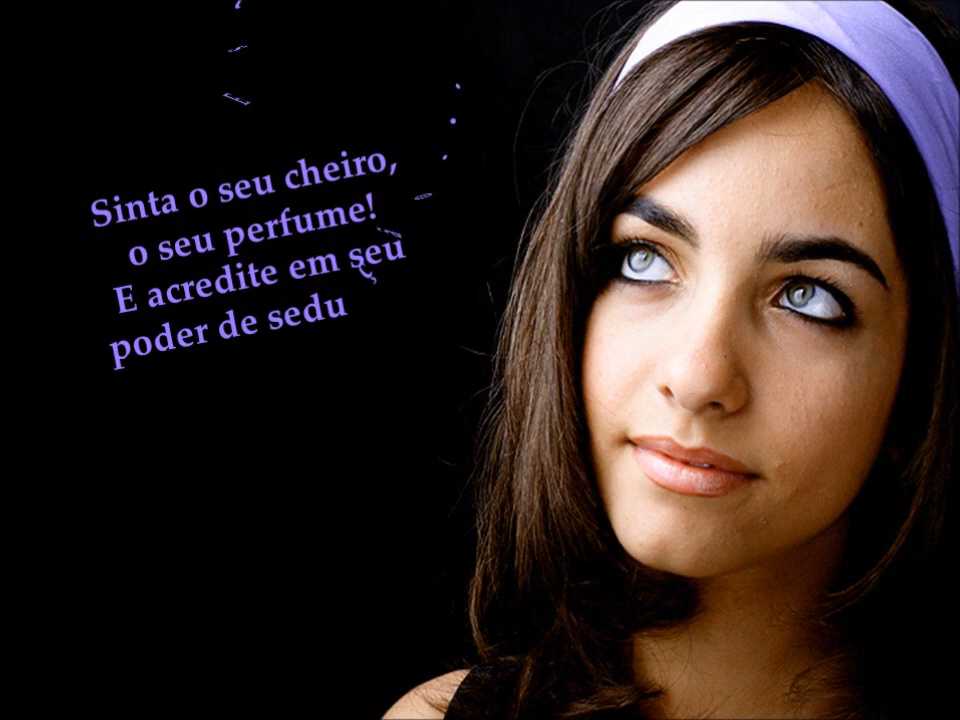 Sinta o seu cheiro,
o seu perfume!
E acredite em seu
poder de sedu